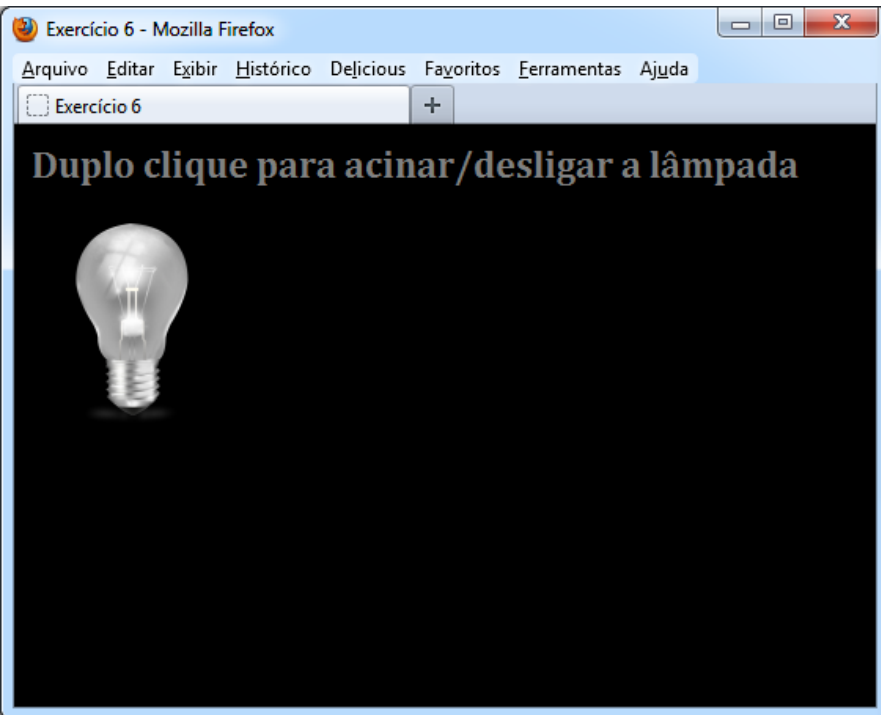 Exercício 6 - Mozilla Firefox
Arquivo Editar Exibir Histórico Delicious Favoritos Ferramentas Ajuda
Exercício 6
Duplo clique para acinar/desligar a lâmpada